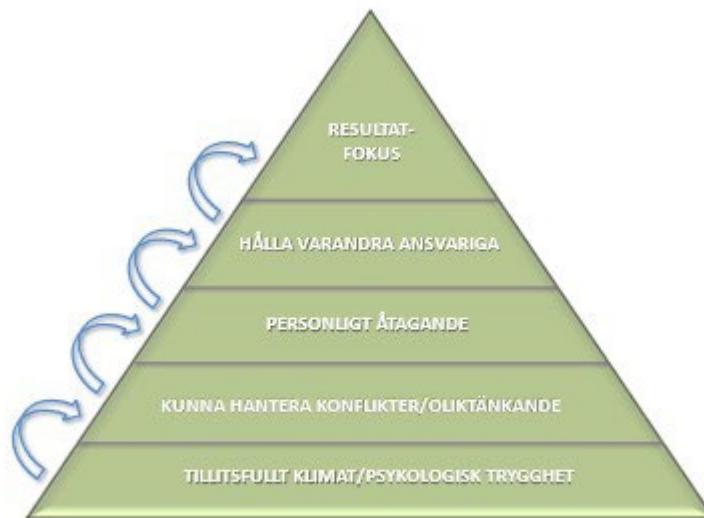 RESULTAT-
FOKUS
HÅLLA VARANDRA ANSVARIGA
PERSONLIGT ÅTAGANDE
KUNNA HANTERA KONFLIKTER/OLIKTÄNKANDE
TILLITSFULLT KLIMAT/PSYKOLOGISK TRYGGHET